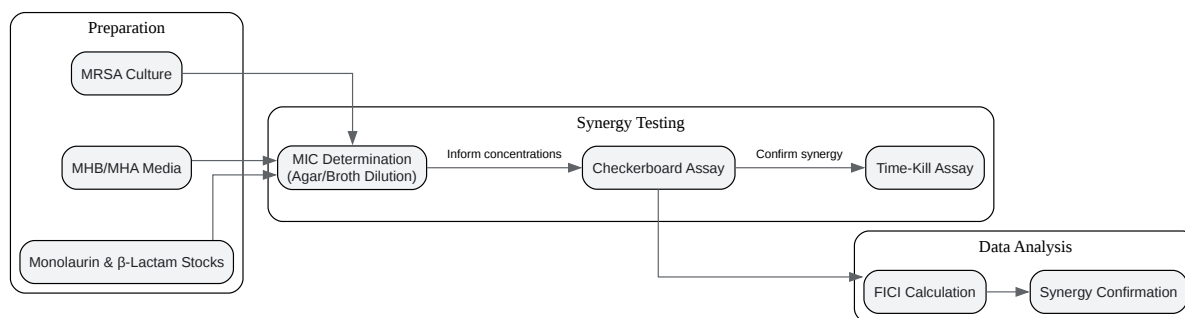 Preparation
MRSA Culture
MHB/MHA Media
Monolaurin & β-Lactam Stocks
Synergy Testing
MIC Determination
(Agar/Broth Dilution)
Inform concentrations
Checkerboard Assay
Confirm synergy
Time-Kill Assay
Data Analysis
FICI Calculation
Synergy Confirmation